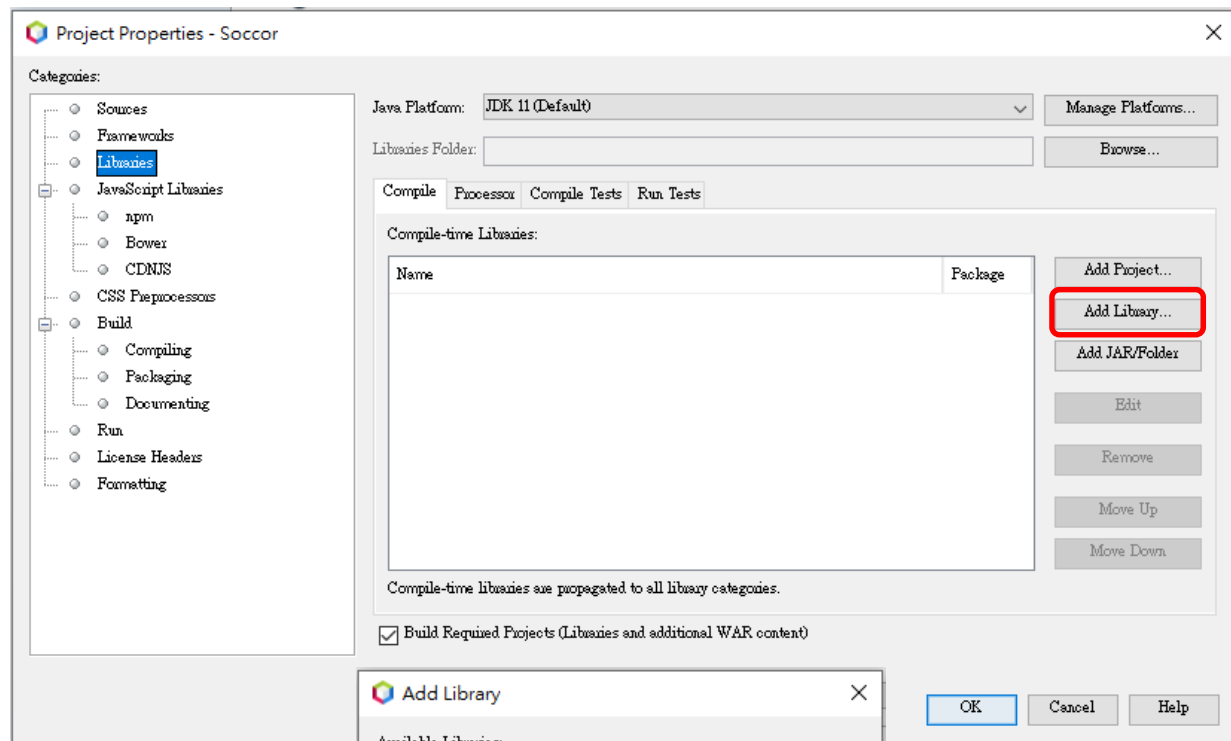 Project Properties - Soccor
Categories:
Sources
Frameworks
Libraries
JavaScript Libraries
npm
Bower
CDNJS
CSS Preprocessors
Build
Compiling
Packaging
Documenting
Run
License Headers
Formatting
Java Platform: JDK 11 (Default) Manage Platforms...
Libraries Folder: Browse...
Compile Processor Compile Tests Run Tests
Compile-time Libraries:
Name Package
Add Project...
Add Library...
Add JAR/Folder
Edit
Remove
Move Up
Move Down
Compile-time libraries are propagated to all library categories.
Build Required Projects (Libraries and additional WAR content)
Add Library
Available Libraries:
OK Cancel Help